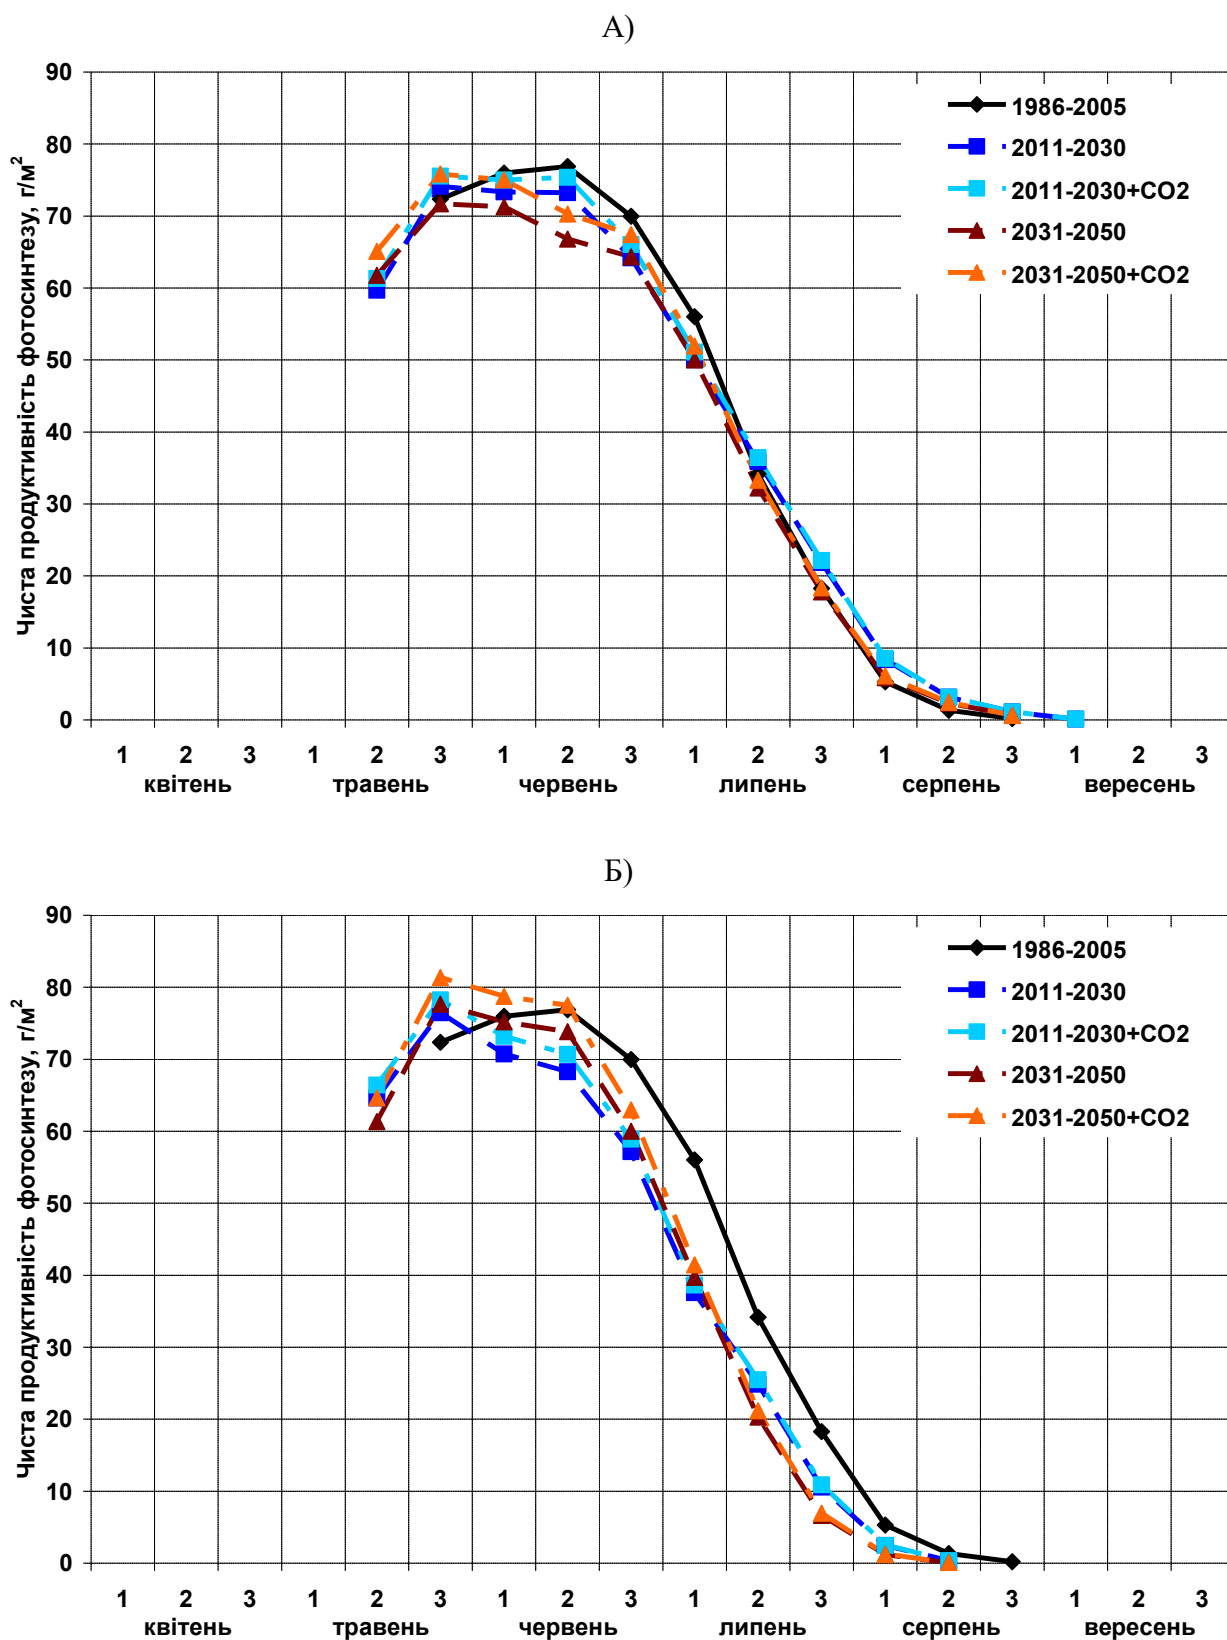 А)
Чиста продуктивність фотосинтезу, г/м²
90
80
70
60
50
40
30
20
10
0
1986-2005
2011-2030
2011-2030+CO2
2031-2050
2031-2050+CO2
1 2 3 1 2 3 1 2 3 1 2 3 1 2 3 1 2 3
квітень травень червень липень серпень вересень
Б)
Чиста продуктивність фотосинтезу, г/м²
90
80
70
60
50
40
30
20
10
0
1986-2005
2011-2030
2011-2030+CO2
2031-2050
2031-2050+CO2
1 2 3 1 2 3 1 2 3 1 2 3 1 2 3 1 2 3
квітень травень червень липень серпень вересень